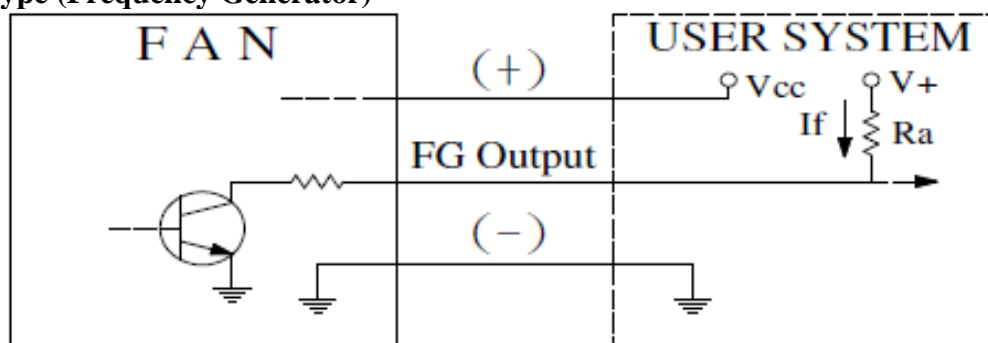 ype (Frequency Generator)
F A N
USER SYSTEM
(+)
Vcc
V+
If
Ra
FG Output
(-)